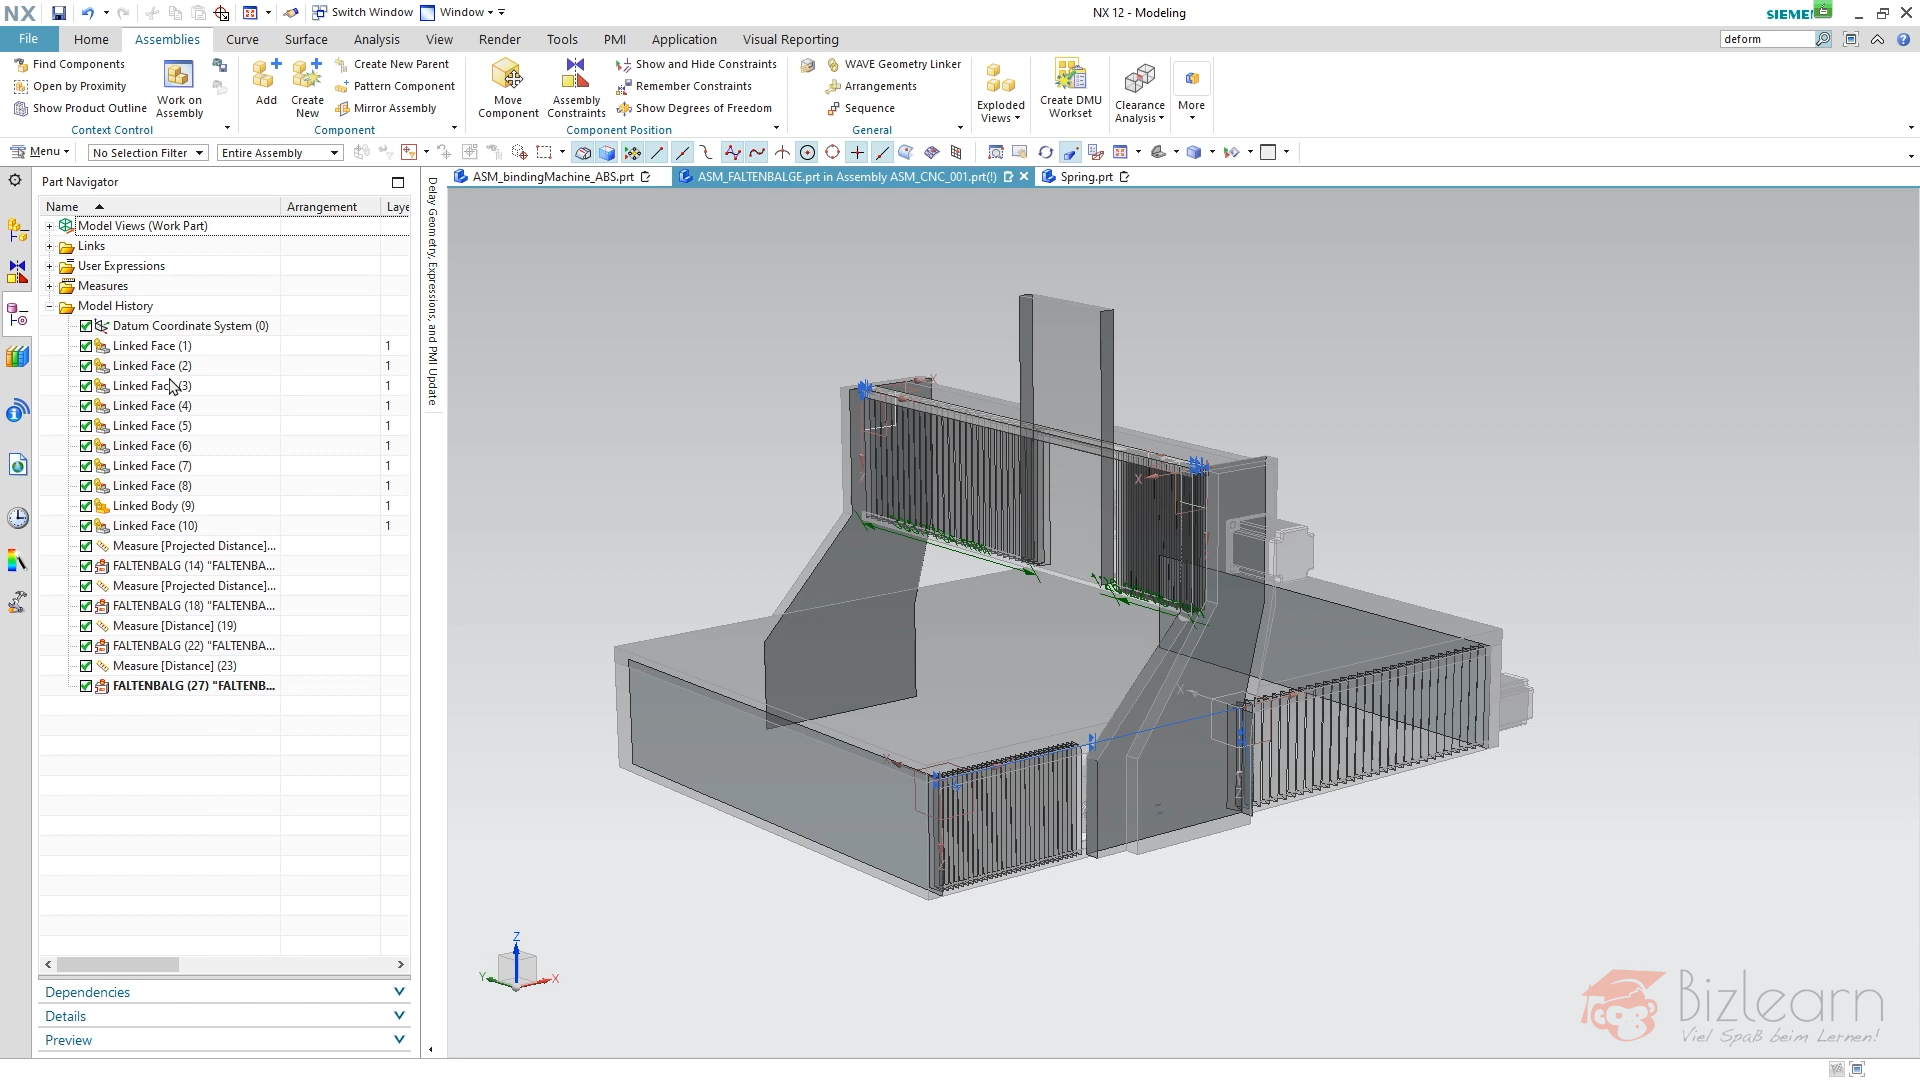 NX
Switch Window
Window
NX 12 - Modeling
File
Home
Assemblies
Curve
Surface
Analysis
View
Render
Tools
PMI
Application
Visual Reporting
deform
Find Components
Open by Proximity
Show Product Outline
Work on
Assembly
Context Control
Add
Create
New
Create New Parent
Pattern Component
Mirror Assembly
Component
Move
Component
Assembly
Constraints
Show and Hide Constraints
Remember Constraints
Show Degrees of Freedom
Component Position
WAVE Geometry Linker
Arrangements
Sequence
General
Exploded
Views
Create DMU
Workset
Clearance
Analysis
More
Menu
No Selection Filter
Entire Assembly
Part Navigator
ASM_bindingMachine_ABS.prt
ASM_FALTENBALGE.prt in Assembly ASM_CNC_001.prt(!)
Spring.prt
Name
Arrangement
Laye
Model Views (Work Part)
Links
User Expressions
Measures
Model History
Datum Coordinate System (0)
Linked Face (1) 1
Linked Face (2) 1
Linked Face (3) 1
Linked Face (4) 1
Linked Face (5) 1
Linked Face (6) 1
Linked Face (7) 1
Linked Face (8) 1
Linked Body (9) 1
Linked Face (10) 1
Measure [Projected Distance]...
FALTENBALG (14) "FALTENBA...
Measure [Projected Distance]...
FALTENBALG (18) "FALTENBA...
Measure [Distance] (19)
FALTENBALG (22) "FALTENBA...
Measure [Distance] (23)
FALTENBALG (27) "FALTENB...
Delay Geometry, Expressions, and PMI Update
Dependencies
Details
Preview
X
X
X
Z
Y
X
Bizlearn
Viel Spaß beim Lernen!